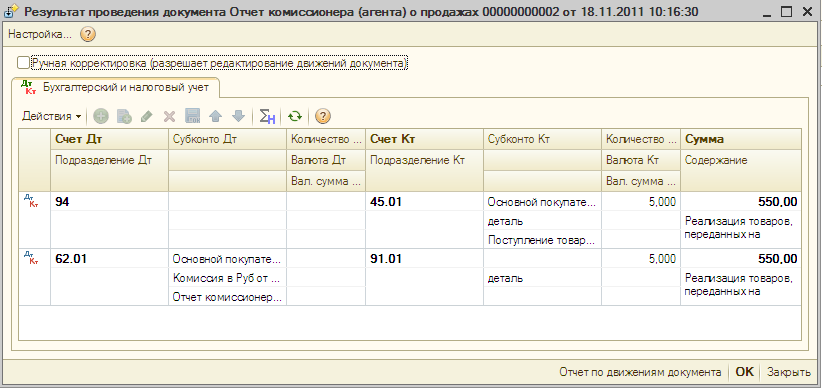 Результат проведения документа Отчет комиссионера (агента) о продажах 00000000002 от 18.11.2011 10:16:30
Настройка...
Ручная корректировка (разрешает редактирование движений документа)
Бухгалтерский и налоговый учет
Действия
Счет Дт Субконто Дт Количество ... Счет Кт Субконто Кт Количество ... Сумма
Подразделение Дт Валюта Дт Подразделение Кт Валюта Кт Содержание
Вал. сумма ... Вал. сумма ...
94 45.01 Основной покупате... 5,000 550,00
деталь Реализация товаров,
Поступление товар... переданных на
62.01 Основной покупате... 91.01 5,000 550,00
Комиссия в Руб от ... деталь Реализация товаров,
Отчет комиссионер... переданных на
Отчет по движениям документа OK Закрыть